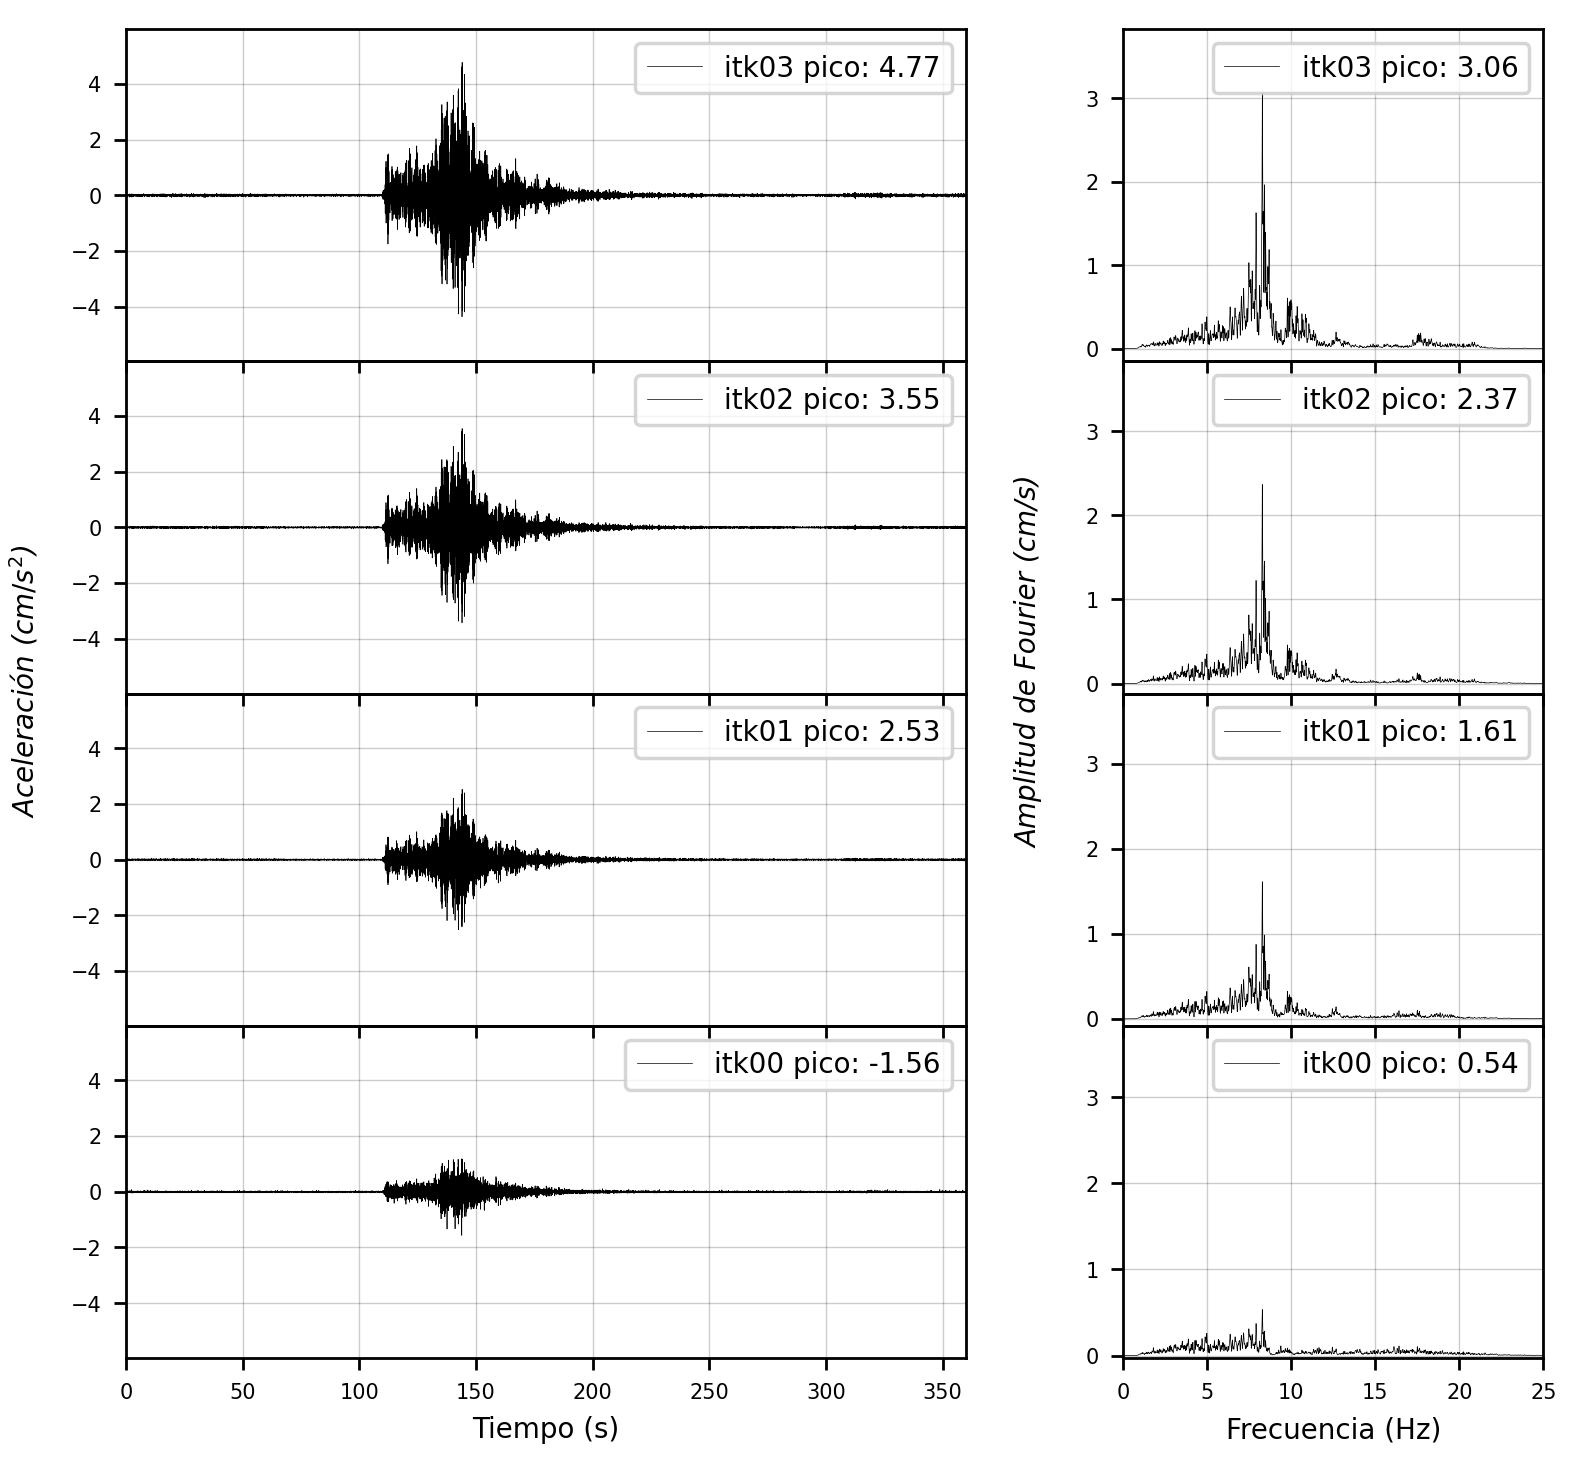 Aceleración (cm/s²)
4
2
0
−2
−4
itk03 pico: 4.77
4
2
0
−2
−4
itk02 pico: 3.55
4
2
0
−2
−4
itk01 pico: 2.53
4
2
0
−2
−4
itk00 pico: -1.56
0 50 100 150 200 250 300 350
Tiempo (s)
Amplitud de Fourier (cm/s)
3
2
1
0
itk03 pico: 3.06
3
2
1
0
itk02 pico: 2.37
3
2
1
0
itk01 pico: 1.61
3
2
1
0
itk00 pico: 0.54
0 5 10 15 20 25
Frecuencia (Hz)